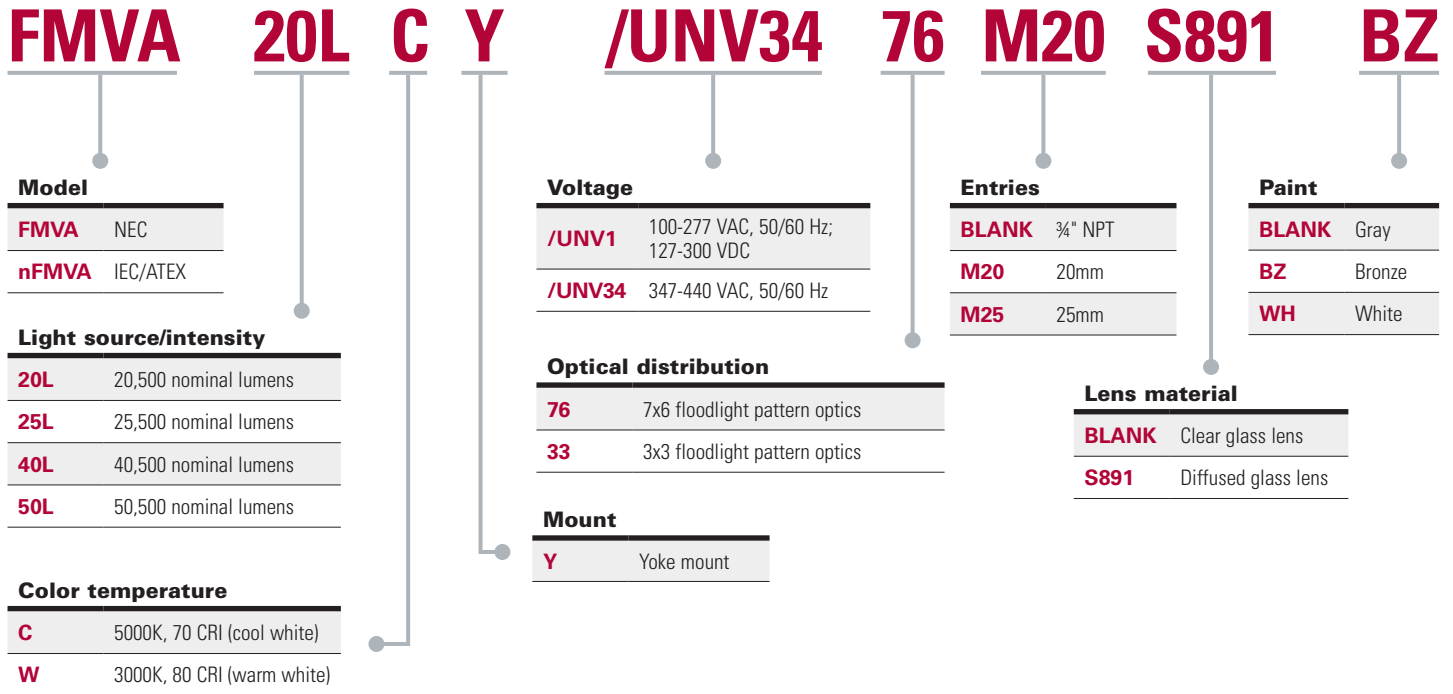 FMVA 20L C Y /UNV34 76 M20 S891 BZ
Model
FMVA NEC
nFMVA IEC/ATEX
Light source/intensity
20L 20,500 nominal lumens
25L 25,500 nominal lumens
40L 40,500 nominal lumens
50L 50,500 nominal lumens
Color temperature
C 5000K, 70 CRI (cool white)
W 3000K, 80 CRI (warm white)
Voltage
/UNV1 100-277 VAC, 50/60 Hz;
127-300 VDC
/UNV34 347-440 VAC, 50/60 Hz
Optical distribution
76 7x6 floodlight pattern optics
33 3x3 floodlight pattern optics
Mount
Y Yoke mount
Entries
BLANK ¾" NPT
M20 20mm
M25 25mm
Lens material
BLANK Clear glass lens
S891 Diffused glass lens
Paint
BLANK Gray
BZ Bronze
WH White